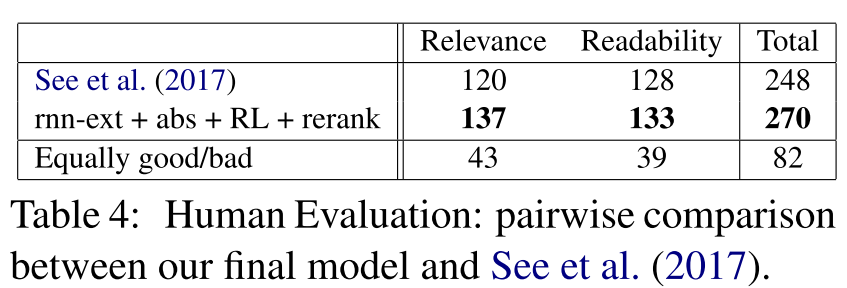 Relevance Readability Total
See et al. (2017) 120 128 248
rnn-ext + abs + RL + rerank 137 133 270
Equally good/bad 43 39 82
Table 4: Human Evaluation: pairwise comparison
between our final model and See et al. (2017).